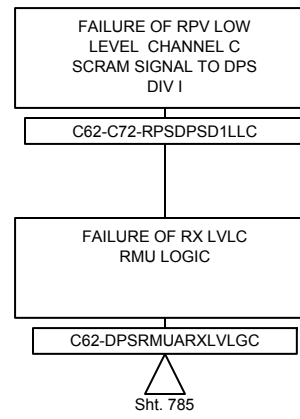 FAILURE OF RPV LOW
LEVEL CHANNEL C
SCRAM SIGNAL TO DPS
DIV I
C62-C72-RPSDPSD1LLC
FAILURE OF RX LVLC
RMU LOGIC
C62-DPSRMUARXLVLGC
Sht. 785